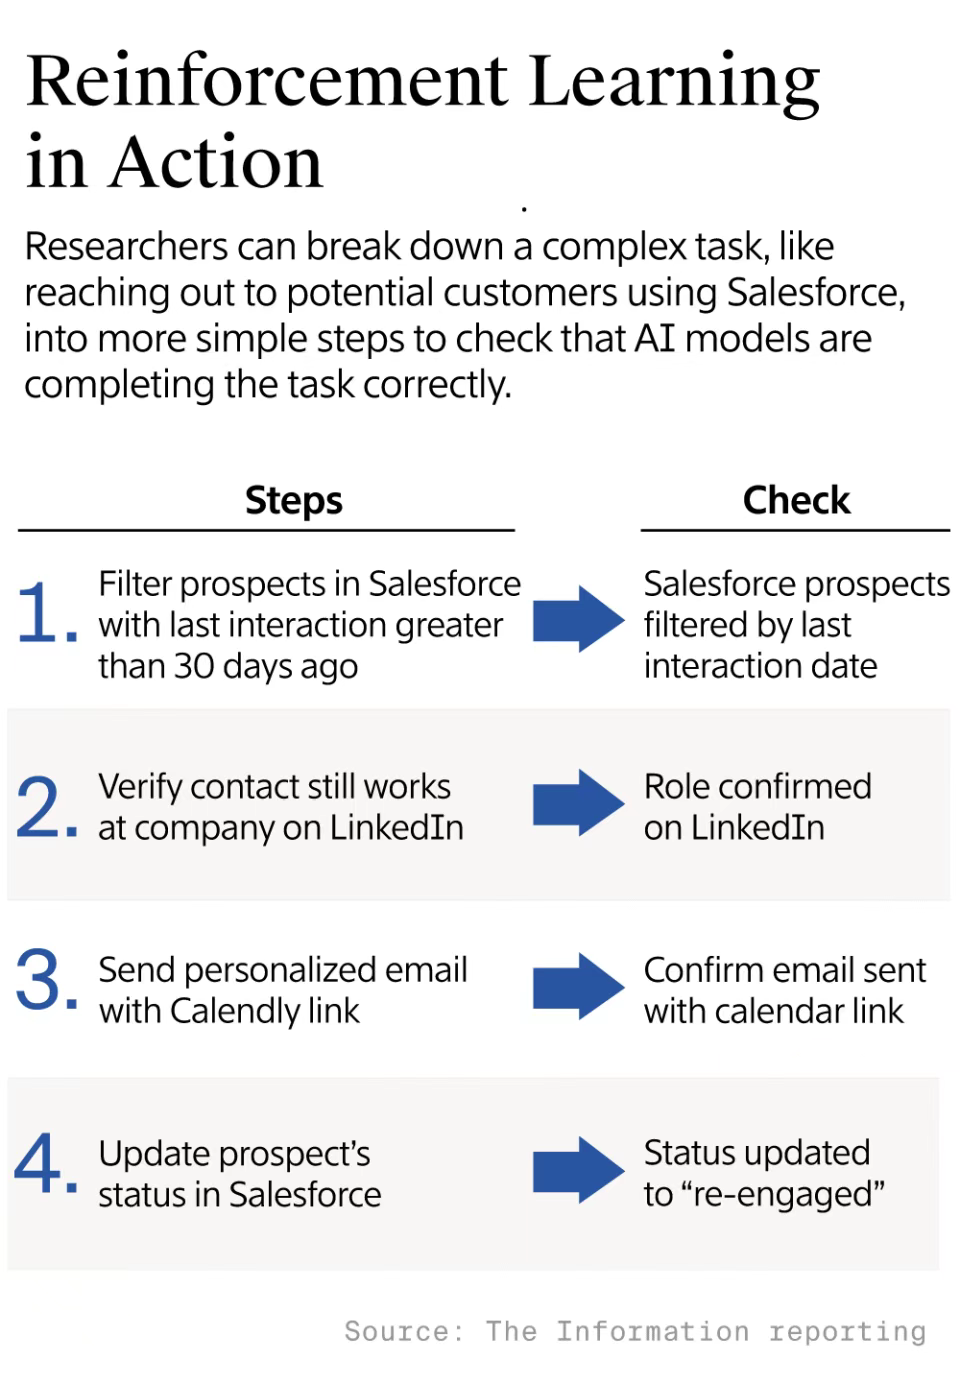 Reinforcement Learning
in Action
Researchers can break down a complex task, like
reaching out to potential customers using Salesforce,
into more simple steps to check that AI models are
completing the task correctly.
Steps
Check
1.
Filter prospects in Salesforce
with last interaction greater
than 30 days ago
Salesforce prospects
filtered by last
interaction date
2.
Verify contact still works
at company on LinkedIn
Role confirmed
on LinkedIn
3.
Send personalized email
with Calendly link
Confirm email sent
with calendar link
4.
Update prospect’s
status in Salesforce
Status updated
to “re-engaged”
Source: The Information reporting